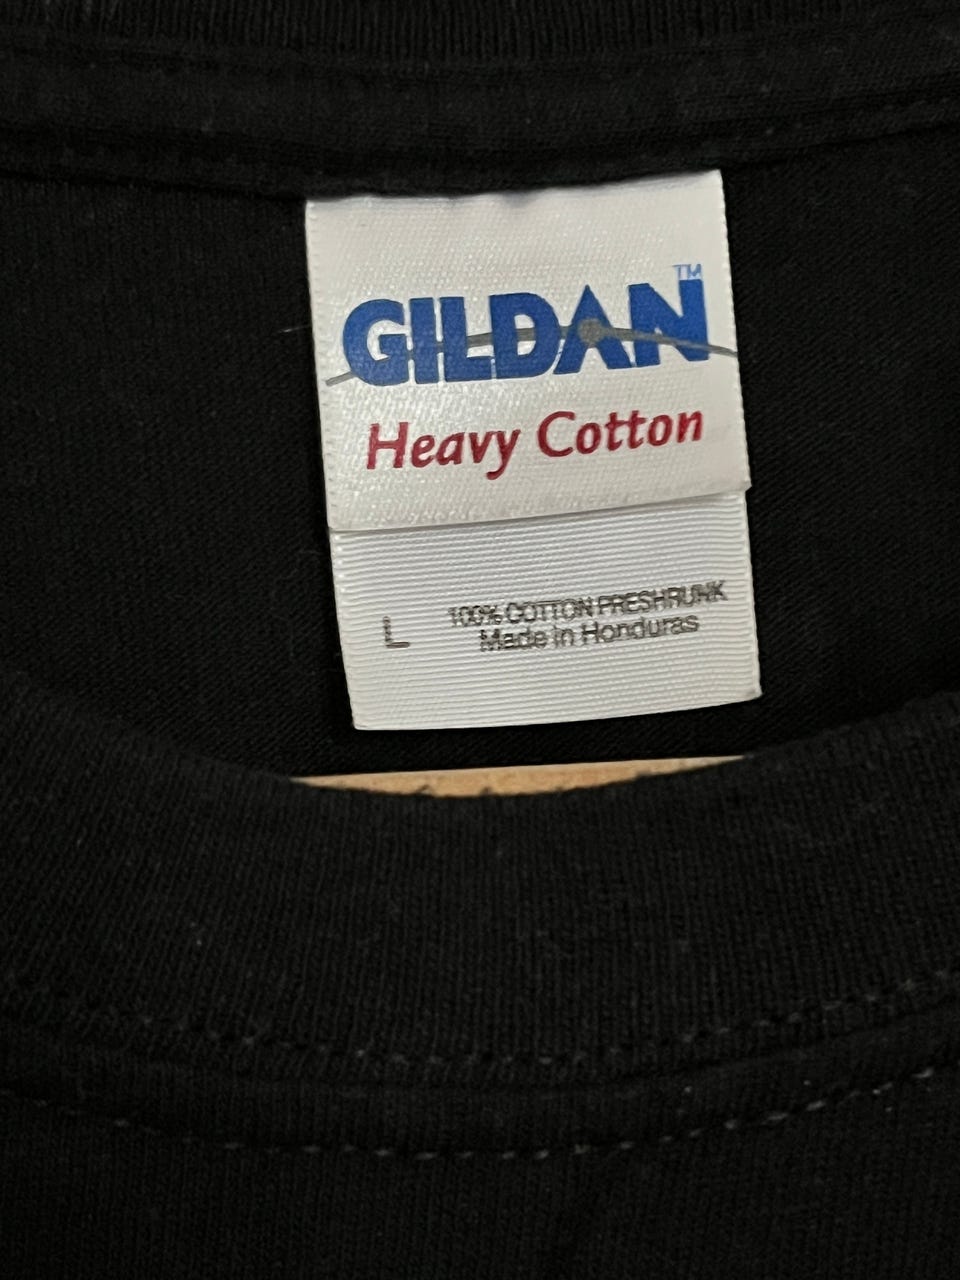 GILDAN™
Heavy Cotton
L
100% COTTON PRESHRUNK
Made in Honduras